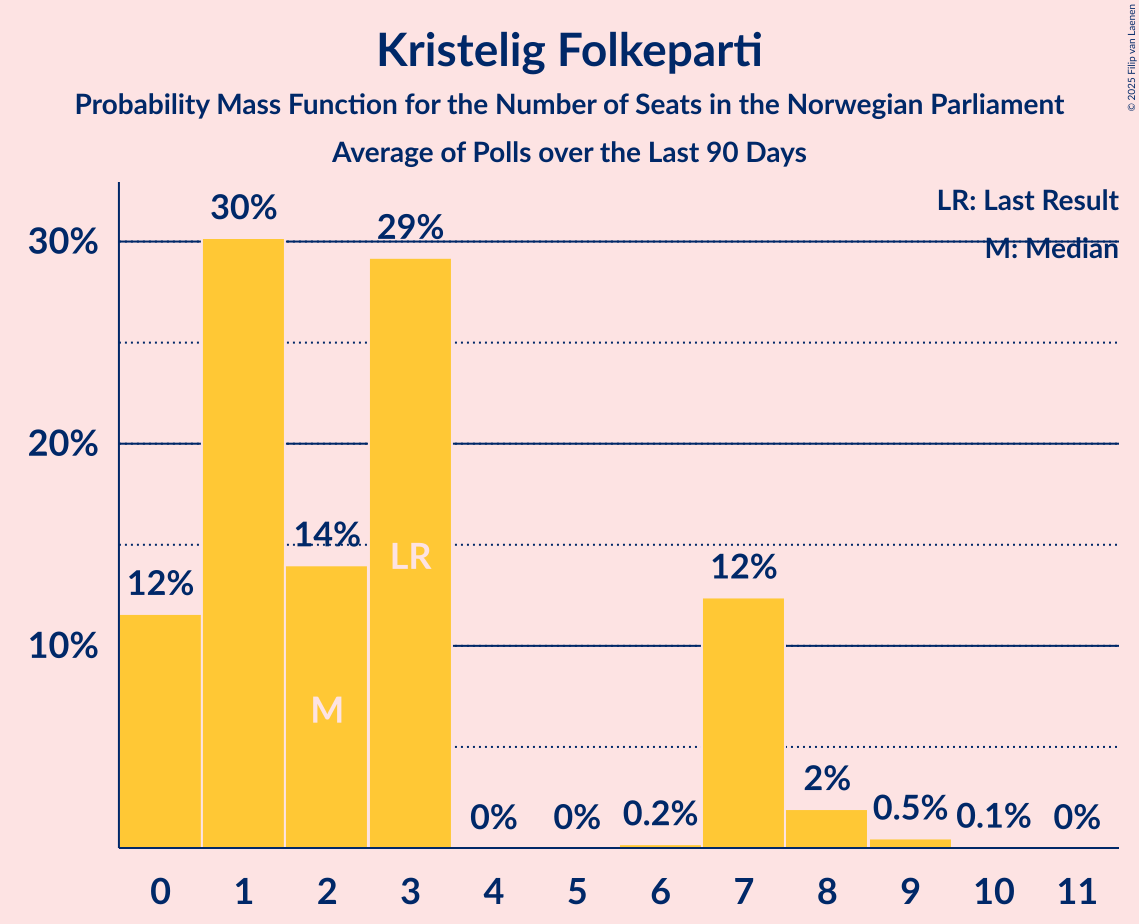 Kristelig Folkeparti
Probability Mass Function for the Number of Seats in the Norwegian Parliament
Average of Polls over the Last 90 Days
© 2025 Filip van Laenen
LR: Last Result
M: Median
30%
20%
10%
12%
30%
14%
29%
0%
0%
0.2%
12%
2%
0.5%
0.1%
0%
LR
M
0 1 2 3 4 5 6 7 8 9 10 11